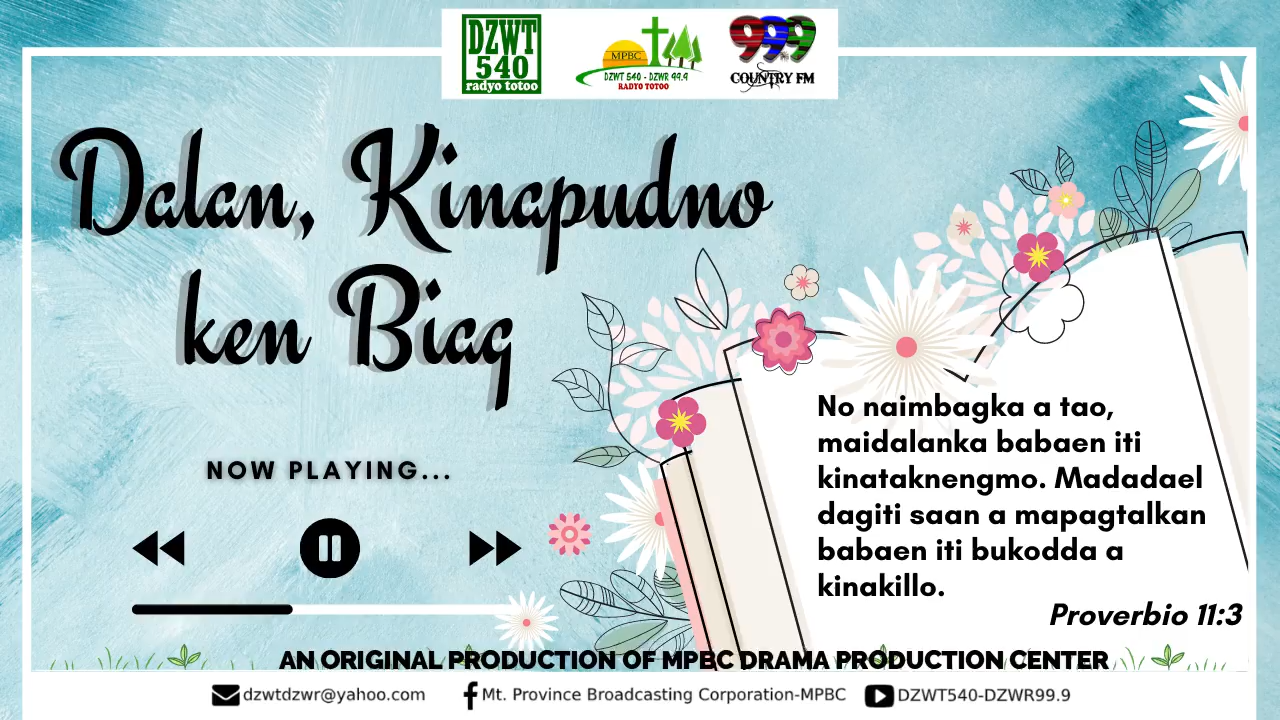 DZWT
540
radyo totoo
MPBC
DZWT 540 - DZWR 99.9
RADYO TOTOO
99.9
COUNTRY FM
Dalan, Kinapudno
ken Biag
NOW PLAYING...
No naimbagka a tao,
maidalanka babaen iti
kinataknengmo. Madadael
dagiti saan a mapagtalkan
babaen iti bukodda a
kinakillo.
Proverbio 11:3
AN ORIGINAL PRODUCTION OF MPBC DRAMA PRODUCTION CENTER
dzwtdzwr@yahoo.com
Mt. Province Broadcasting Corporation-MPBC
DZWT540-DZWR99.9